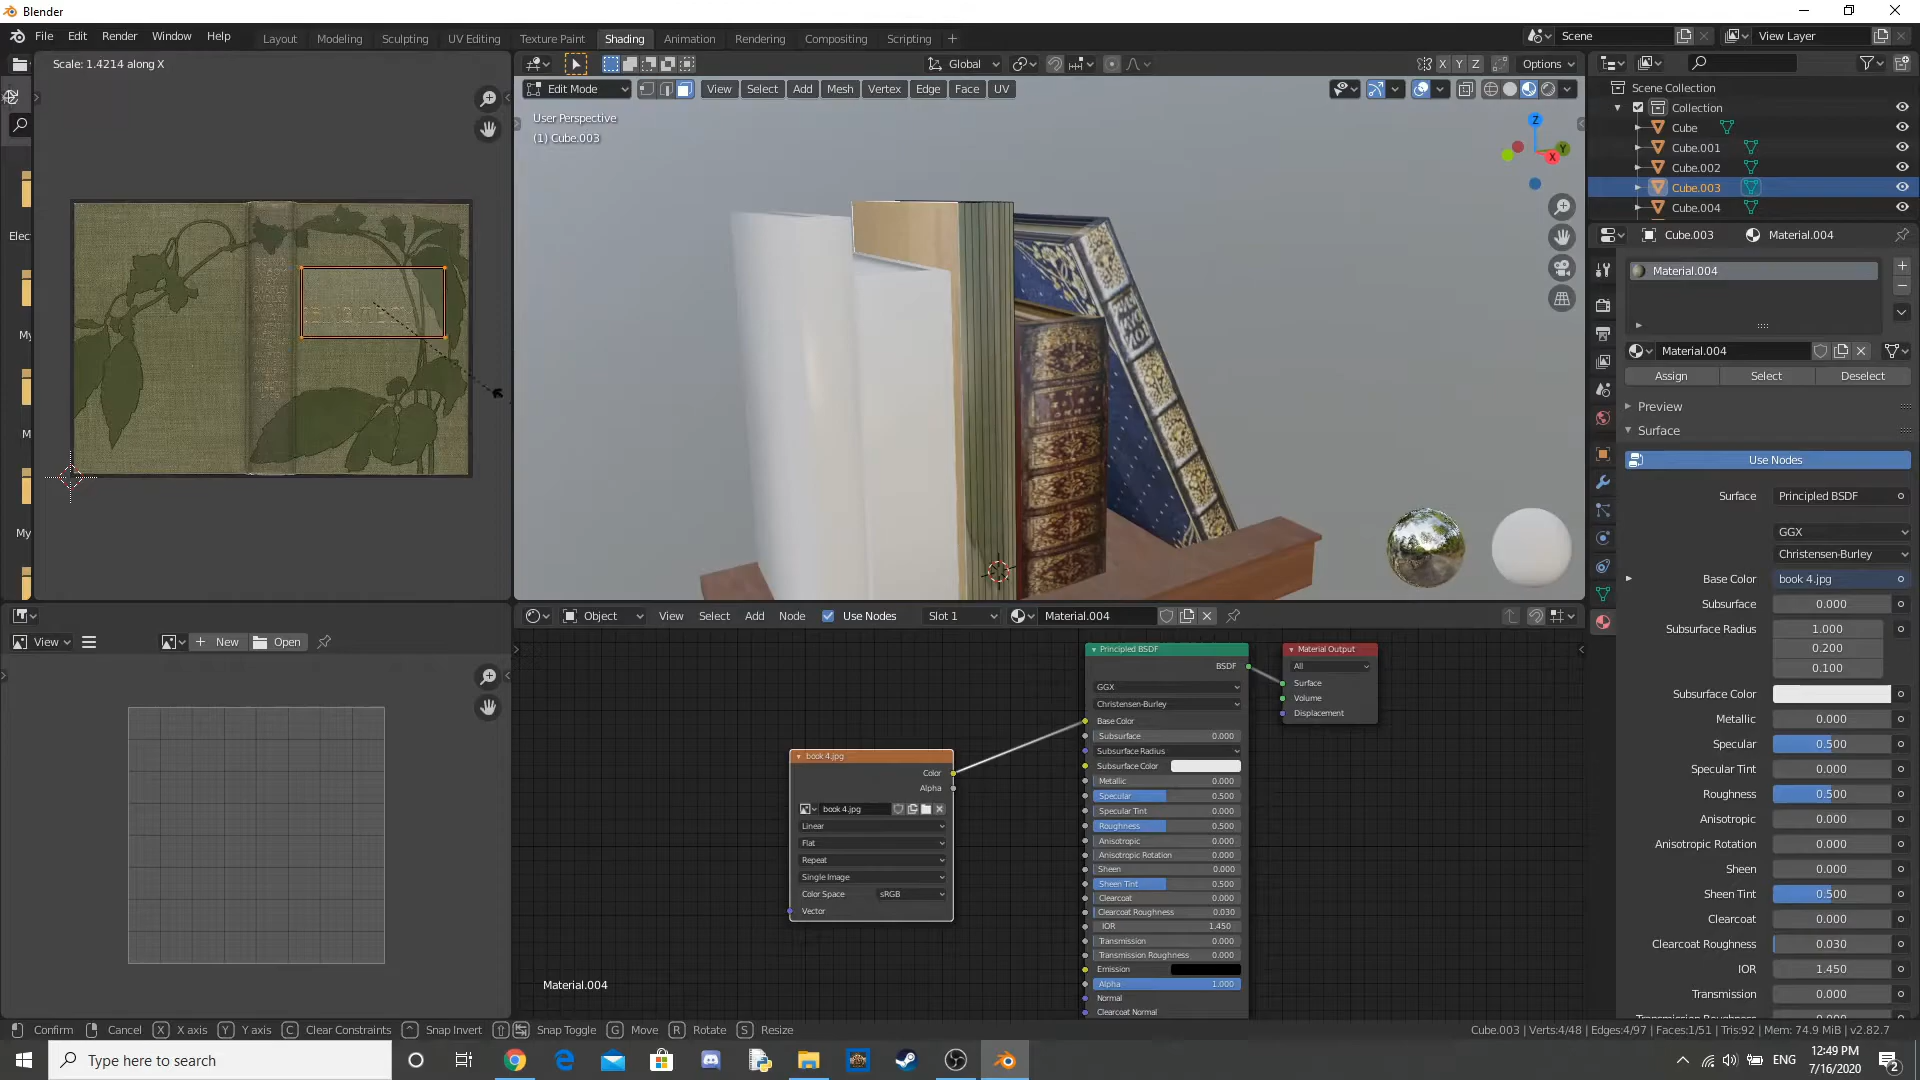 Blender
File Edit Render Window Help
Layout Modeling Sculpting UV Editing Texture Paint Shading Animation Rendering Compositing Scripting +
Scene
View Layer
Scale: 1.4214 along X
Global
X Y Z
Options
Edit Mode
View Select Add Mesh Vertex Edge Face UV
User Perspective
(1) Cube.003
Z
Y
X
Scene Collection
Collection
Cube
Cube.001
Cube.002
Cube.003
Cube.004
Cube.003
Material.004
Material.004
Material.004
Assign
Select
Deselect
Preview
Surface
Use Nodes
Surface
Principled BSDF
GGX
Christensen-Burley
Base Color
book 4.jpg
Subsurface
0.000
Subsurface Radius
1.000
0.200
0.100
Subsurface Color
Metallic
0.000
Specular
0.500
Specular Tint
0.000
Roughness
0.500
Anisotropic
0.000
Anisotropic Rotation
0.000
Sheen
0.000
Sheen Tint
0.500
Clearcoat
0.000
Clearcoat Roughness
0.030
IOR
1.450
Transmission
0.000
Elec
My
M
My
View
New
Open
Object
View Select Add Node
Use Nodes
Slot 1
Material.004
Principled BSDF
BSDF
GGX
Christensen-Burley
Base Color
Subsurface 0.000
Subsurface Radius
Subsurface Color
Metallic 0.000
Specular 0.500
Specular Tint 0.000
Roughness 0.500
Anisotropic 0.000
Anisotropic Rotation 0.000
Sheen 0.000
Sheen Tint 0.500
Clearcoat 0.000
Clearcoat Roughness 0.030
IOR 1.450
Transmission 0.000
Transmission Roughness 0.000
Emission
Alpha 1.000
Normal
Clearcoat Normal
Material Output
All
Surface
Volume
Displacement
book 4.jpg
Color
Alpha
book 4.jpg
Linear
Flat
Repeat
Single Image
Color Space sRGB
Vector
Material.004
Confirm Cancel X X axis Y Y axis C Clear Constraints Snap Invert Snap Toggle G Move R Rotate S Resize
Cube.003 | Verts:4/48 | Edges:4/97 | Faces:1/51 | Tris:92 | Mem: 74.9 MiB | v2.82.7
Type here to search
ENG
12:49 PM
7/16/2020
2